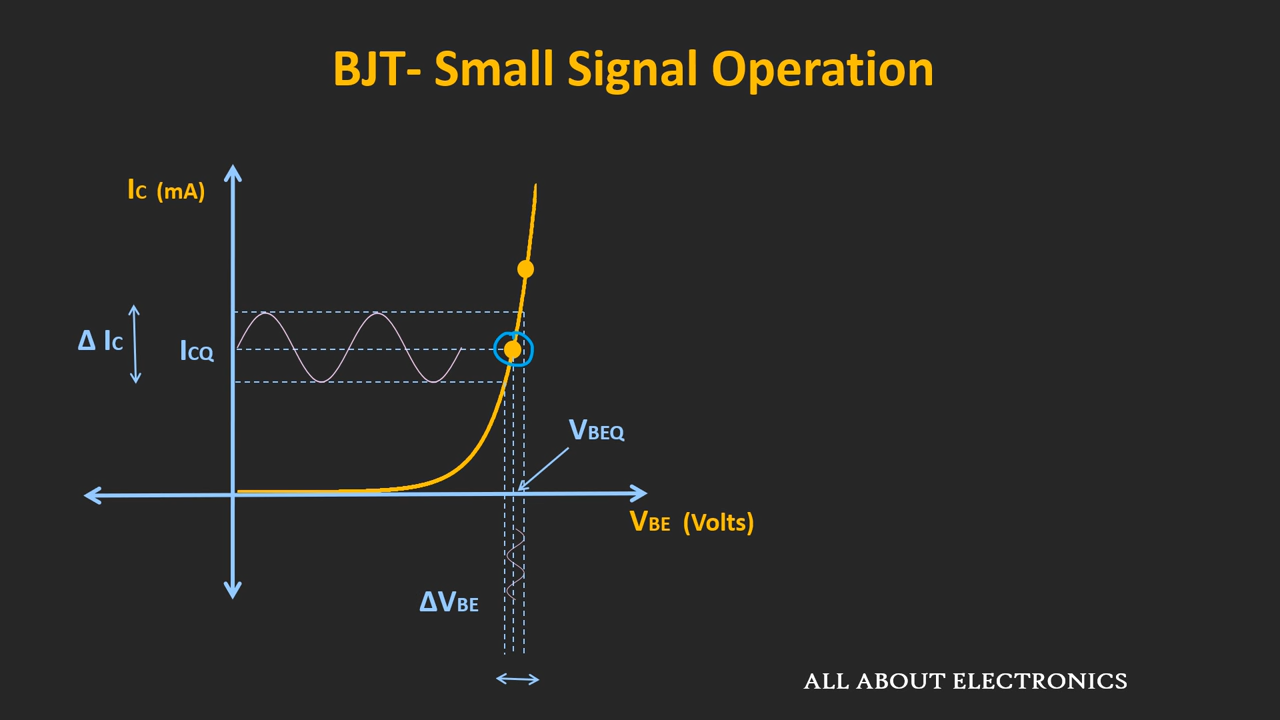 BJT- Small Signal Operation
IC (mA)
Δ IC
ICQ
VBEQ
VBE (Volts)
ΔVBE
ALL ABOUT ELECTRONICS